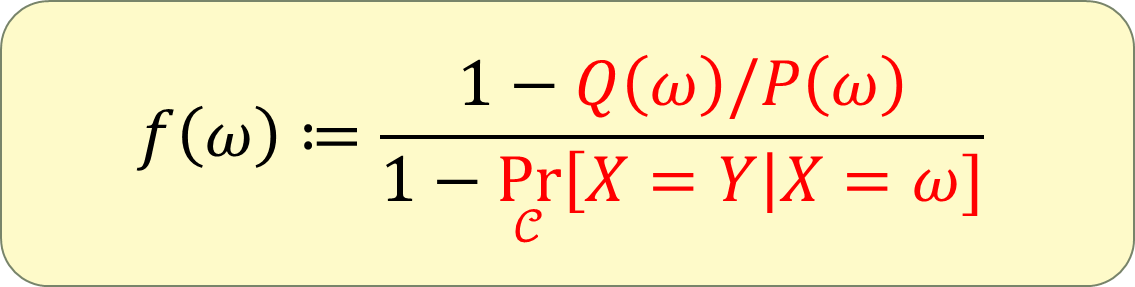 f(ω) ≔ (1 − Q(ω)/P(ω)) / (1 − Pr_𝒞[X = Y|X = ω])